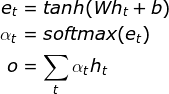 e_t = tanh(Wh_t + b)
α_t = softmax(e_t)
o = ∑_t α_t h_t